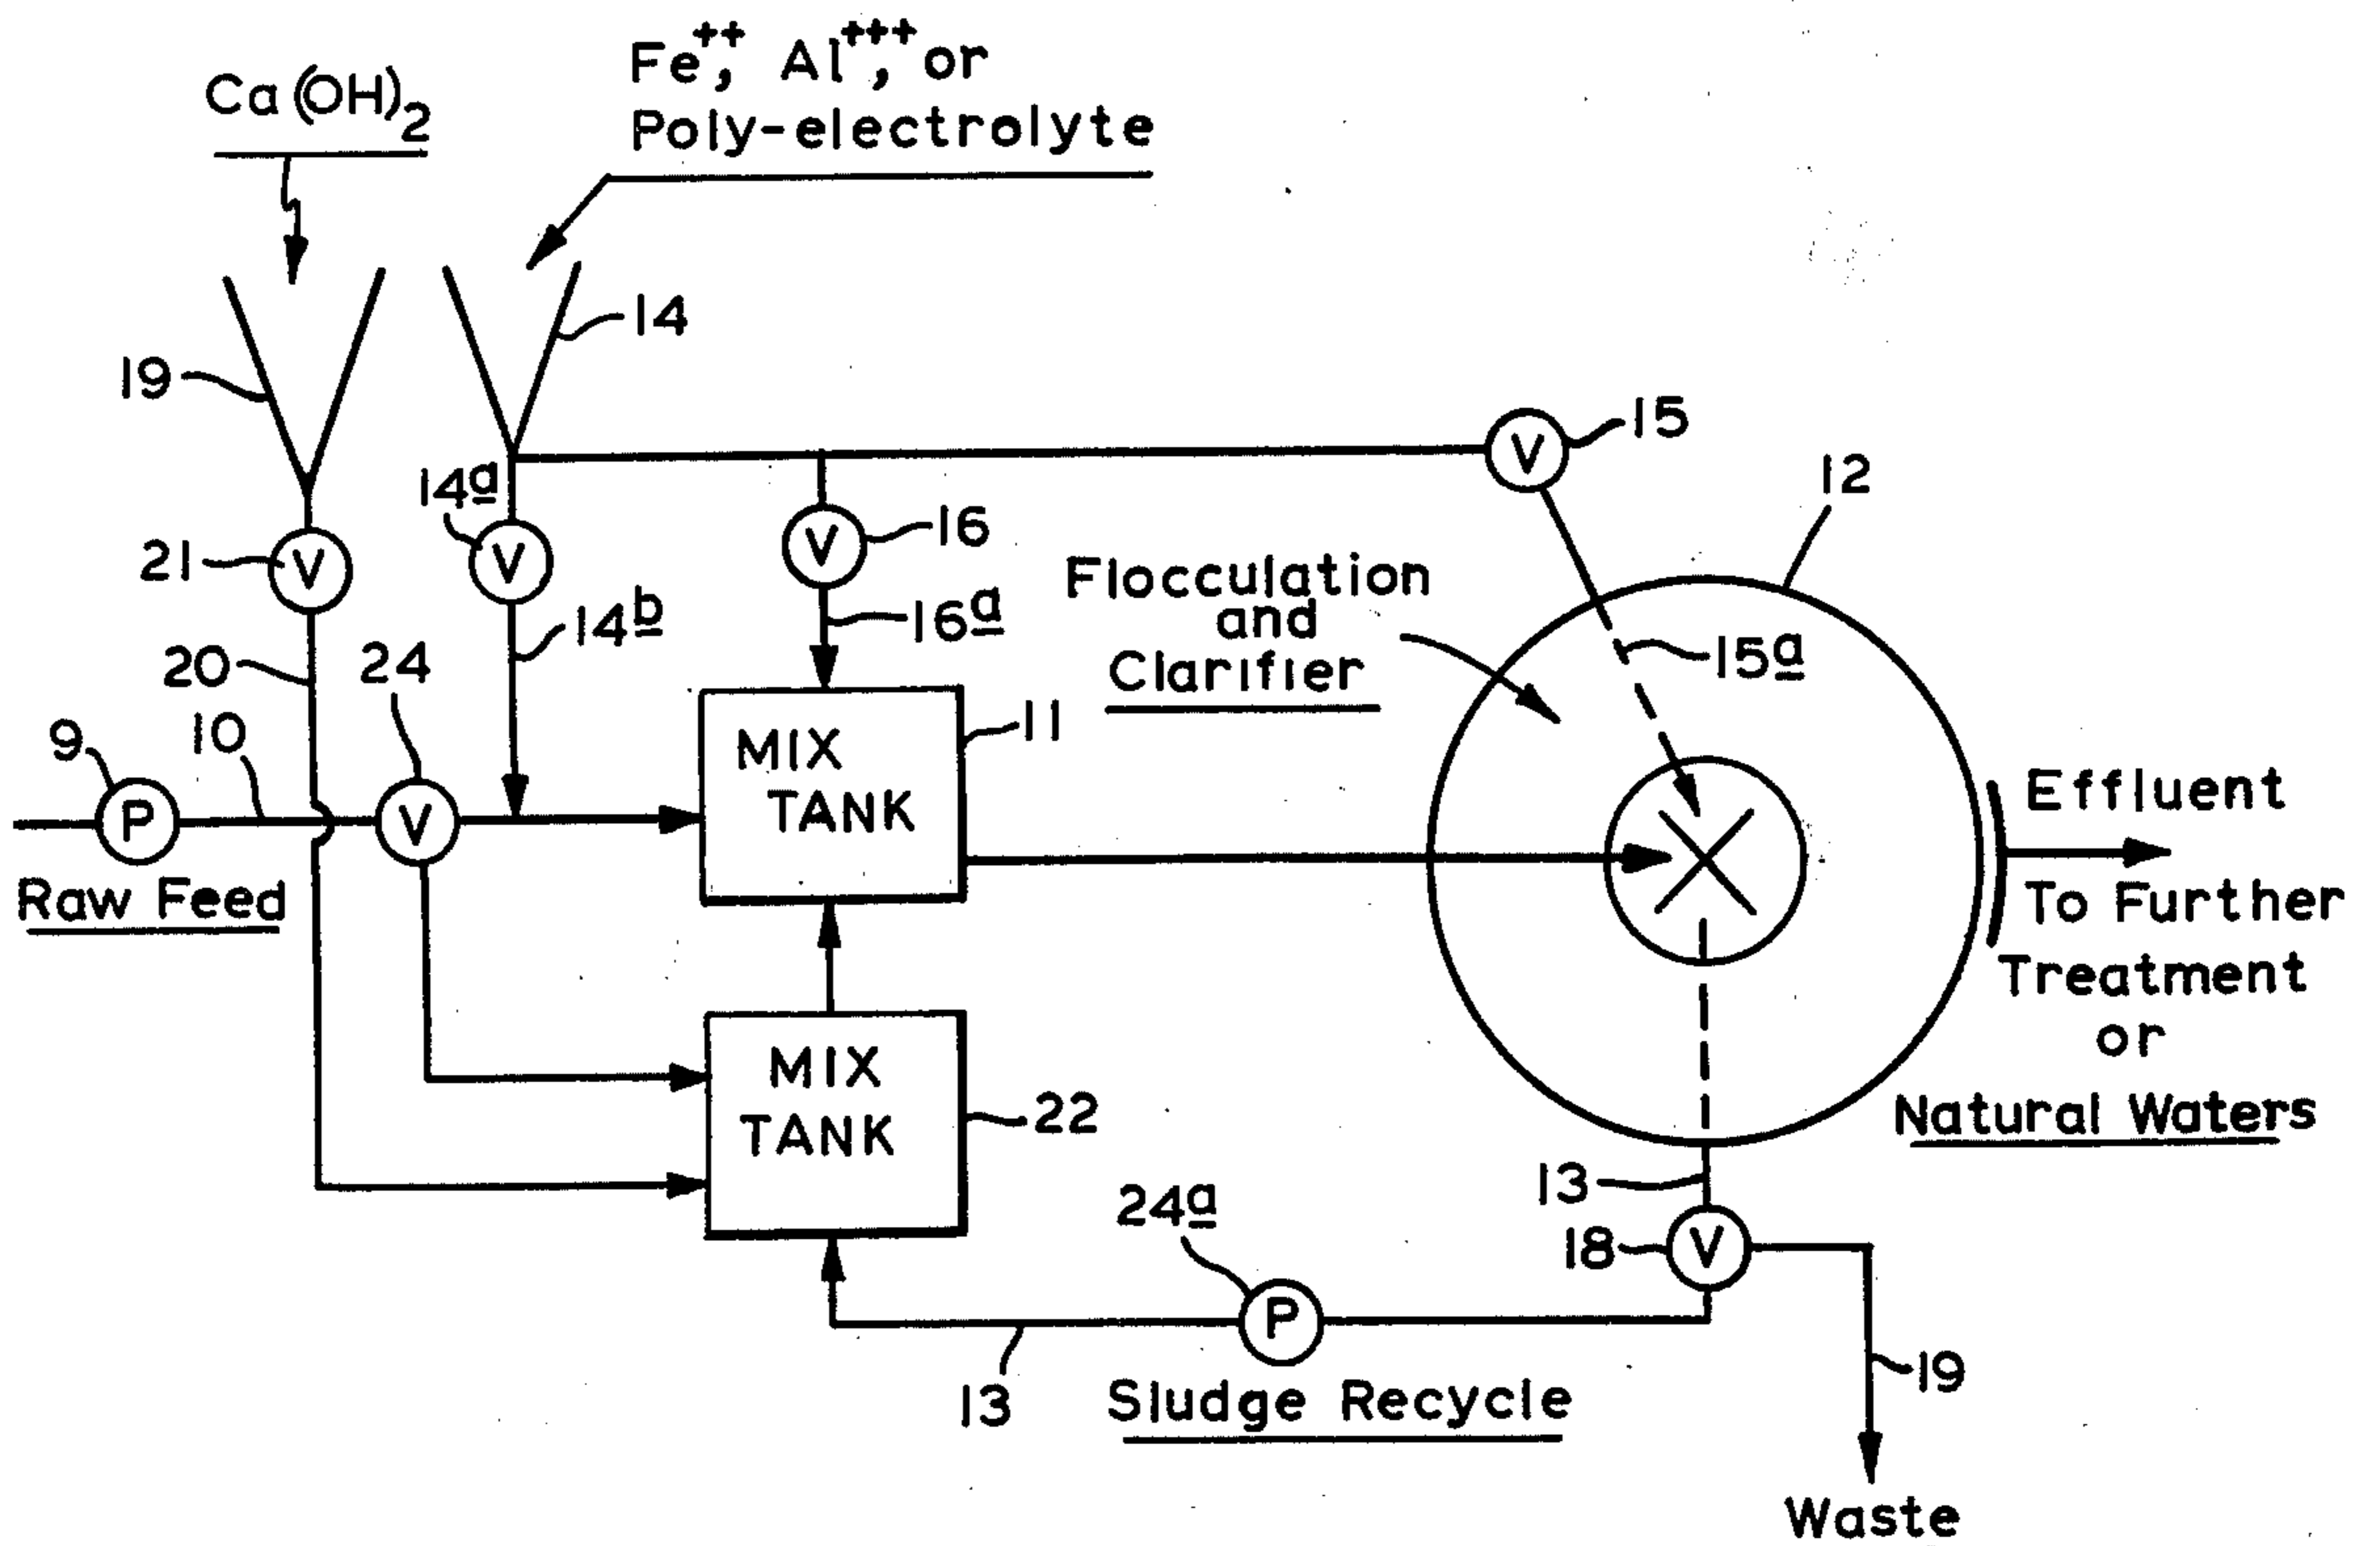 Ca(OH)2
Fe++, Al+++, or
Poly-electrolyte
14
19
15
14a
12
16
21
V
V
V
V
Flocculation
and
Clarifier
14b
16a
20
24
15a
9
10
11
MIX
TANK
P
V
Effluent
Raw Feed
To Further
Treatment
or
Natural Waters
MIX
TANK
22
13
24a
18
V
P
13
19
Sludge Recycle
Waste